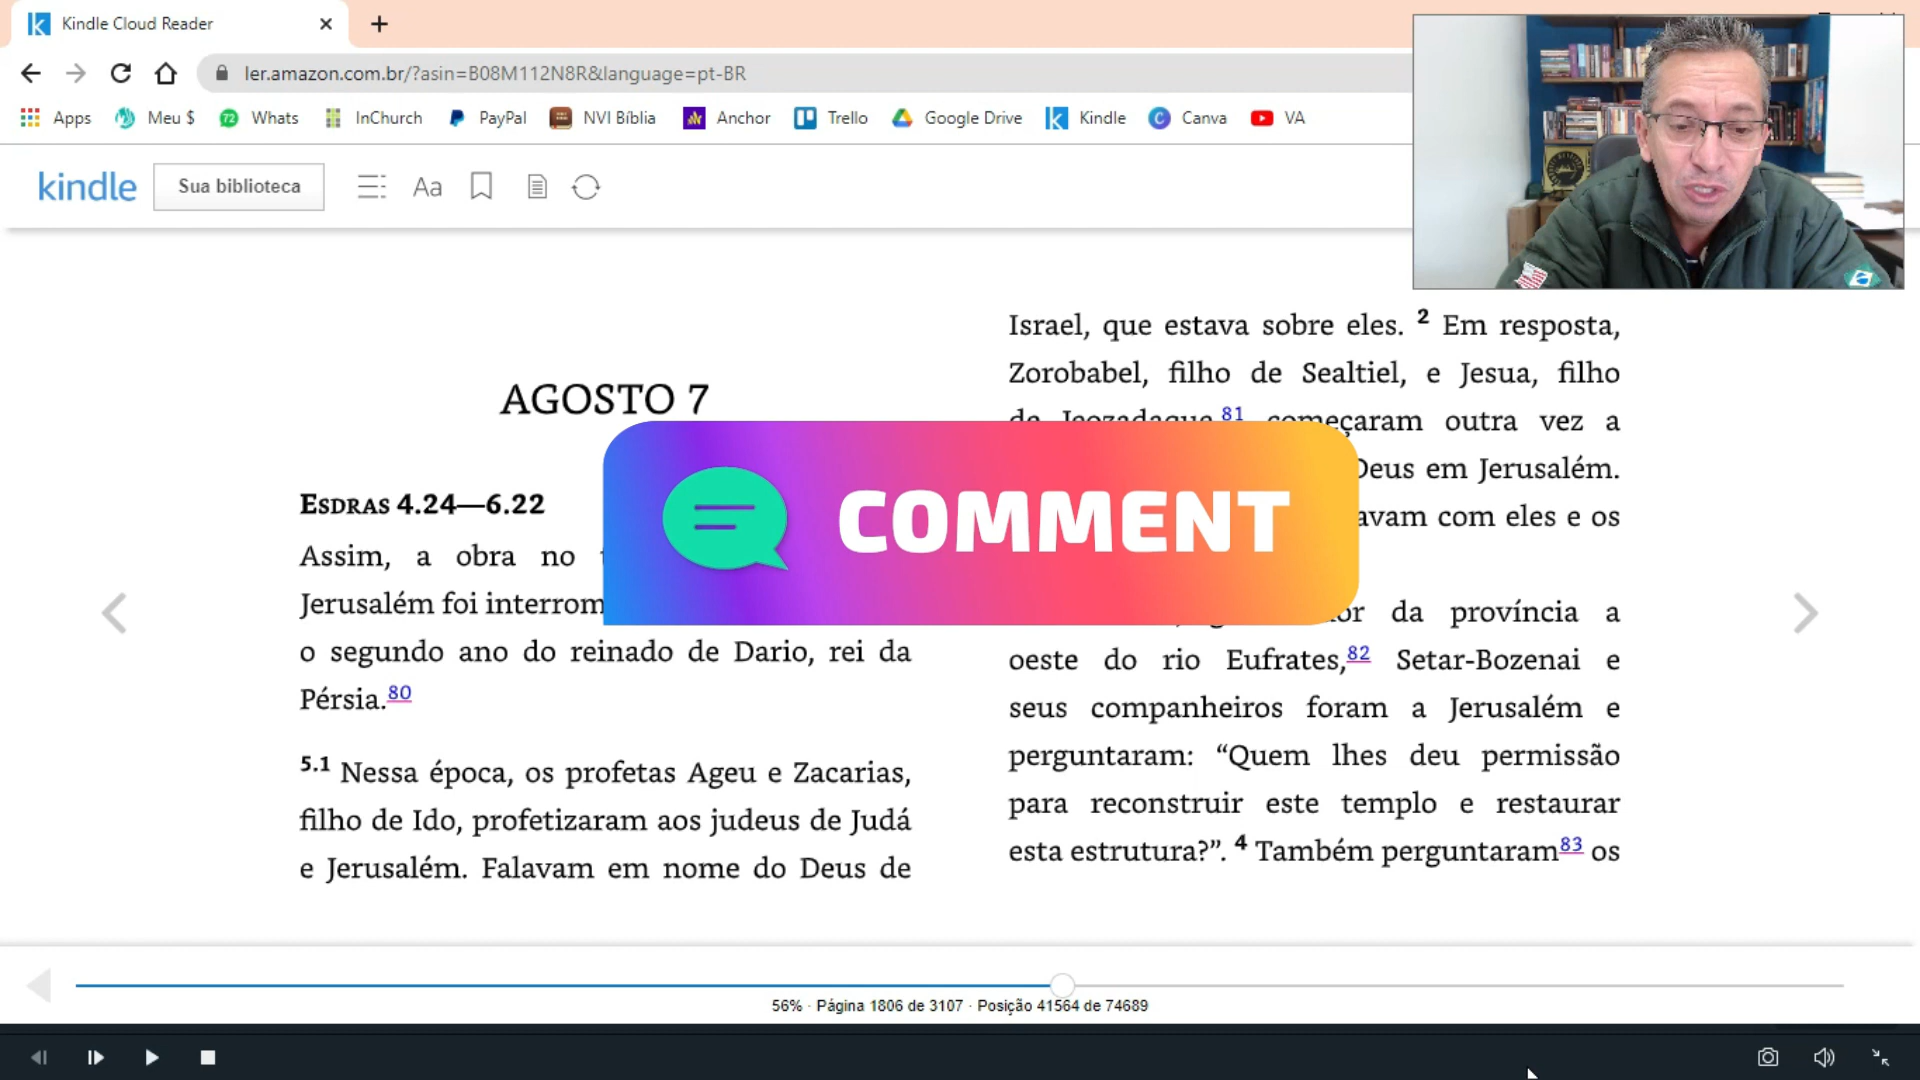 Kindle Cloud Reader
ler.amazon.com.br/?asin=B08M112N8R&language=pt-BR
Apps Meu $ 72 Whats InChurch PayPal NVI Bíblia Anchor Trello Google Drive Kindle Canva VA
kindle Sua biblioteca Aa
AGOSTO 7
ESDRAS 4.24—6.22
Assim, a obra no
Jerusalém foi interrom
o segundo ano do reinado de Dario, rei da
Pérsia.80
5.1 Nessa época, os profetas Ageu e Zacarias,
filho de Ido, profetizaram aos judeus de Judá
e Jerusalém. Falavam em nome do Deus de
Israel, que estava sobre eles. 2 Em resposta,
Zorobabel, filho de Sealtiel, e Jesua, filho
de Jeozadaque,81 começaram outra vez a
Deus em Jerusalém.
avam com eles e os
da província a
oeste do rio Eufrates,82 Setar-Bozenai e
seus companheiros foram a Jerusalém e
perguntaram: “Quem lhes deu permissão
para reconstruir este templo e restaurar
esta estrutura?”. 4 Também perguntaram83 os
COMMENT
56% · Página 1806 de 3107 · Posição 41564 de 74689